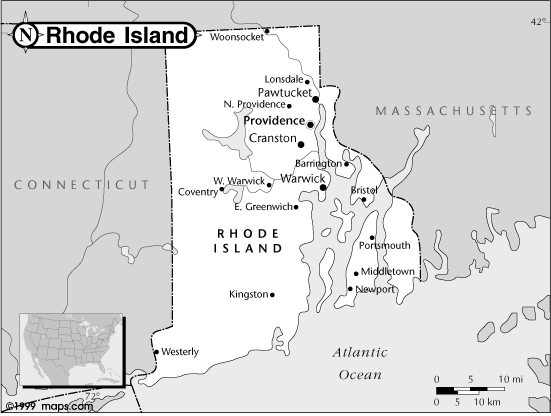 N Rhode Island
42°
Woonsocket
Lonsdale
Pawtucket
N. Providence
MASSACHUSETTS
Providence
Cranston
Barrington
CONNECTICUT
W. Warwick
Warwick
Coventry
Bristol
E. Greenwich
RHODE
ISLAND
Portsmouth
Middletown
Newport
Kingston
Westerly
Atlantic
Ocean
0 5 10 mi
0 5 10 km
72°
©1999 maps.com